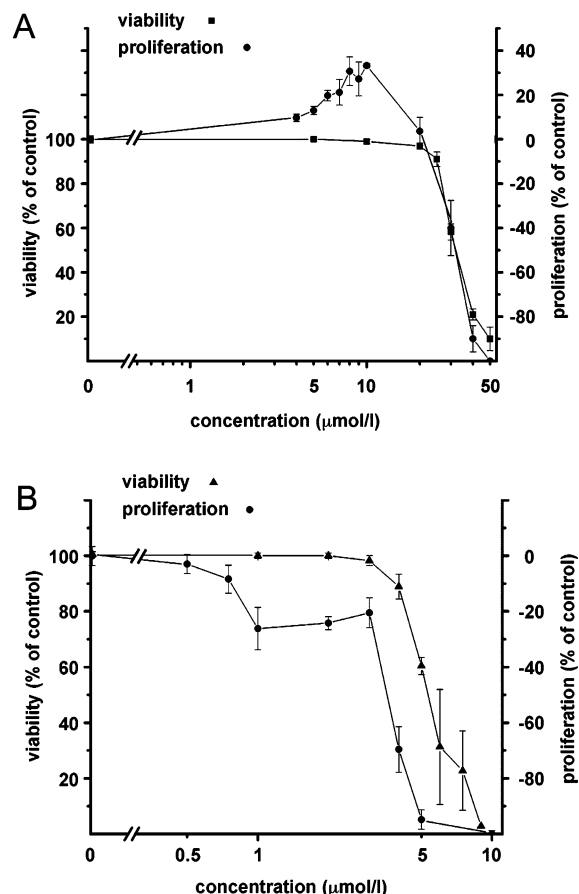 A
viability ■
proliferation ●
viability (% of control)
100
80
60
40
20
40
20
0
-20
-40
-60
-80
proliferation (% of control)
0 1 5 10 50
concentration (μmol/l)
B
viability ▲
proliferation ●
viability (% of control)
100
80
60
40
20
0
-20
-40
-60
-80
proliferation (% of control)
0 0.5 1 5 10
concentration (μmol/l)